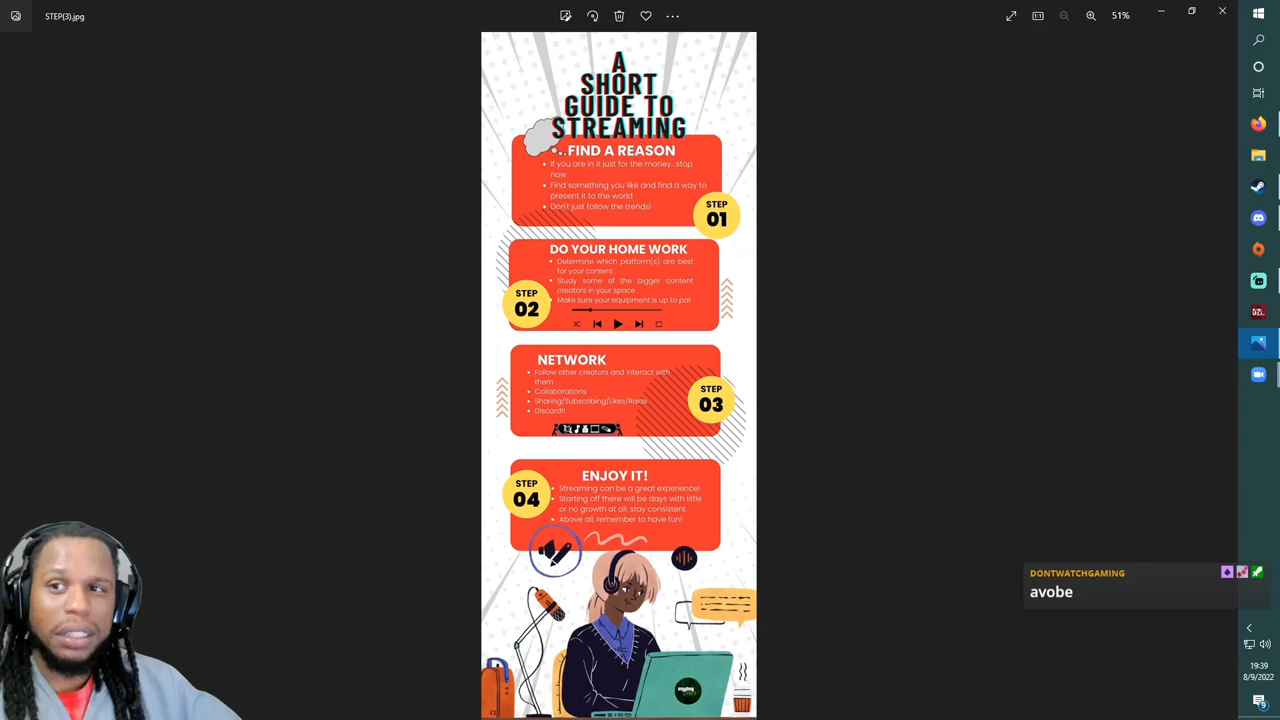 STEP(3).jpg
51%
A
SHORT
GUIDE TO
STREAMING
FIND A REASON
If you are in it just for the money.. stop
now
Find something you like and find a way to
present it to the world
Don't just follow the trends!
STEP
01
DO YOUR HOME WORK
Determine which platform(s) are best
for your content
Study some of the bigger content
creators in your space
Make sure your equipment is up to par
STEP
02
NETWORK
Follow other creators and interact with
them
Collaborations
Sharing/Subscribing/Likes/Raids
Discord!!
STEP
03
ENJOY IT!
Streaming can be a great experience!
Starting off there will be days with little
or no growth at all, stay consistent.
Above all, remember to have fun!
STEP
04
DONTWATCHGAMING
avobe
19:39
8/9/2022